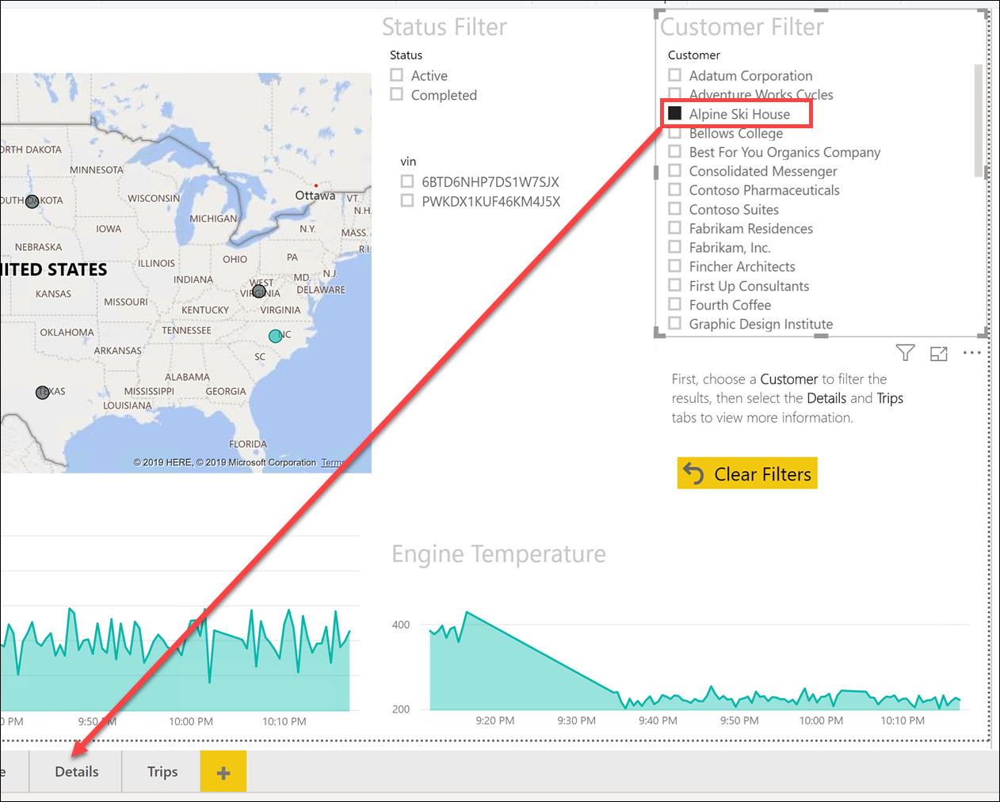 Status Filter
Status
Active
Completed
vin
6BTD6NHP7DS1W7SJX
PWKDX1KUF46KM4J5X
Customer Filter
Customer
Adatum Corporation
Adventure Works Cycles
Alpine Ski House
Bellows College
Best For You Organics Company
Consolidated Messenger
Contoso Pharmaceuticals
Contoso Suites
Fabrikam Residences
Fabrikam, Inc.
Fincher Architects
First Up Consultants
Fourth Coffee
Graphic Design Institute
First, choose a Customer to filter the
results, then select the Details and Trips
tabs to view more information.
Clear Filters
ORTH DAKOTA
MINNESOTA
OUTH DAKOTA
WISCONSIN
Ottawa
VT.
N.H.
MICHIGAN
IOWA
N.Y.
MASS.
NEBRASKA
R.I.
ILLINOIS
OHIO
PA
NITED STATES
INDIANA
MD.
N.J.
WEST
VIRGINIA
DELAWARE
KANSAS
MISSOURI
KENTUCKY
VIRGINIA
OKLAHOMA
TENNESSEE
NC
ARKANSAS
SC
ALABAMA
TEXAS
MISSISSIPPI
GEORGIA
LOUISIANA
FLORIDA
© 2019 HERE, © 2019 Microsoft Corporation Terms
0 PM
9:50 PM
10:00 PM
10:10 PM
Engine Temperature
400
200
9:20 PM
9:30 PM
9:40 PM
9:50 PM
10:00 PM
10:10 PM
e
Details
Trips
+